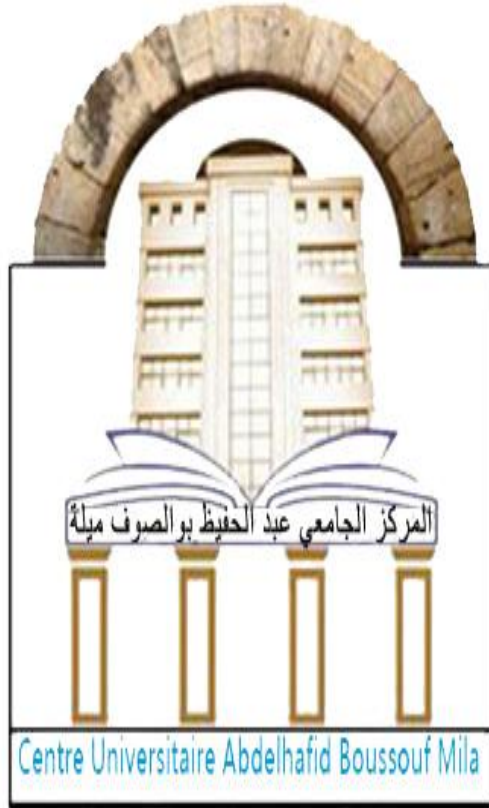 المركز الجامعي عبد الحفيظ بوالصوف ميلة
Centre Universitaire Abdelhafid Boussouf Mila